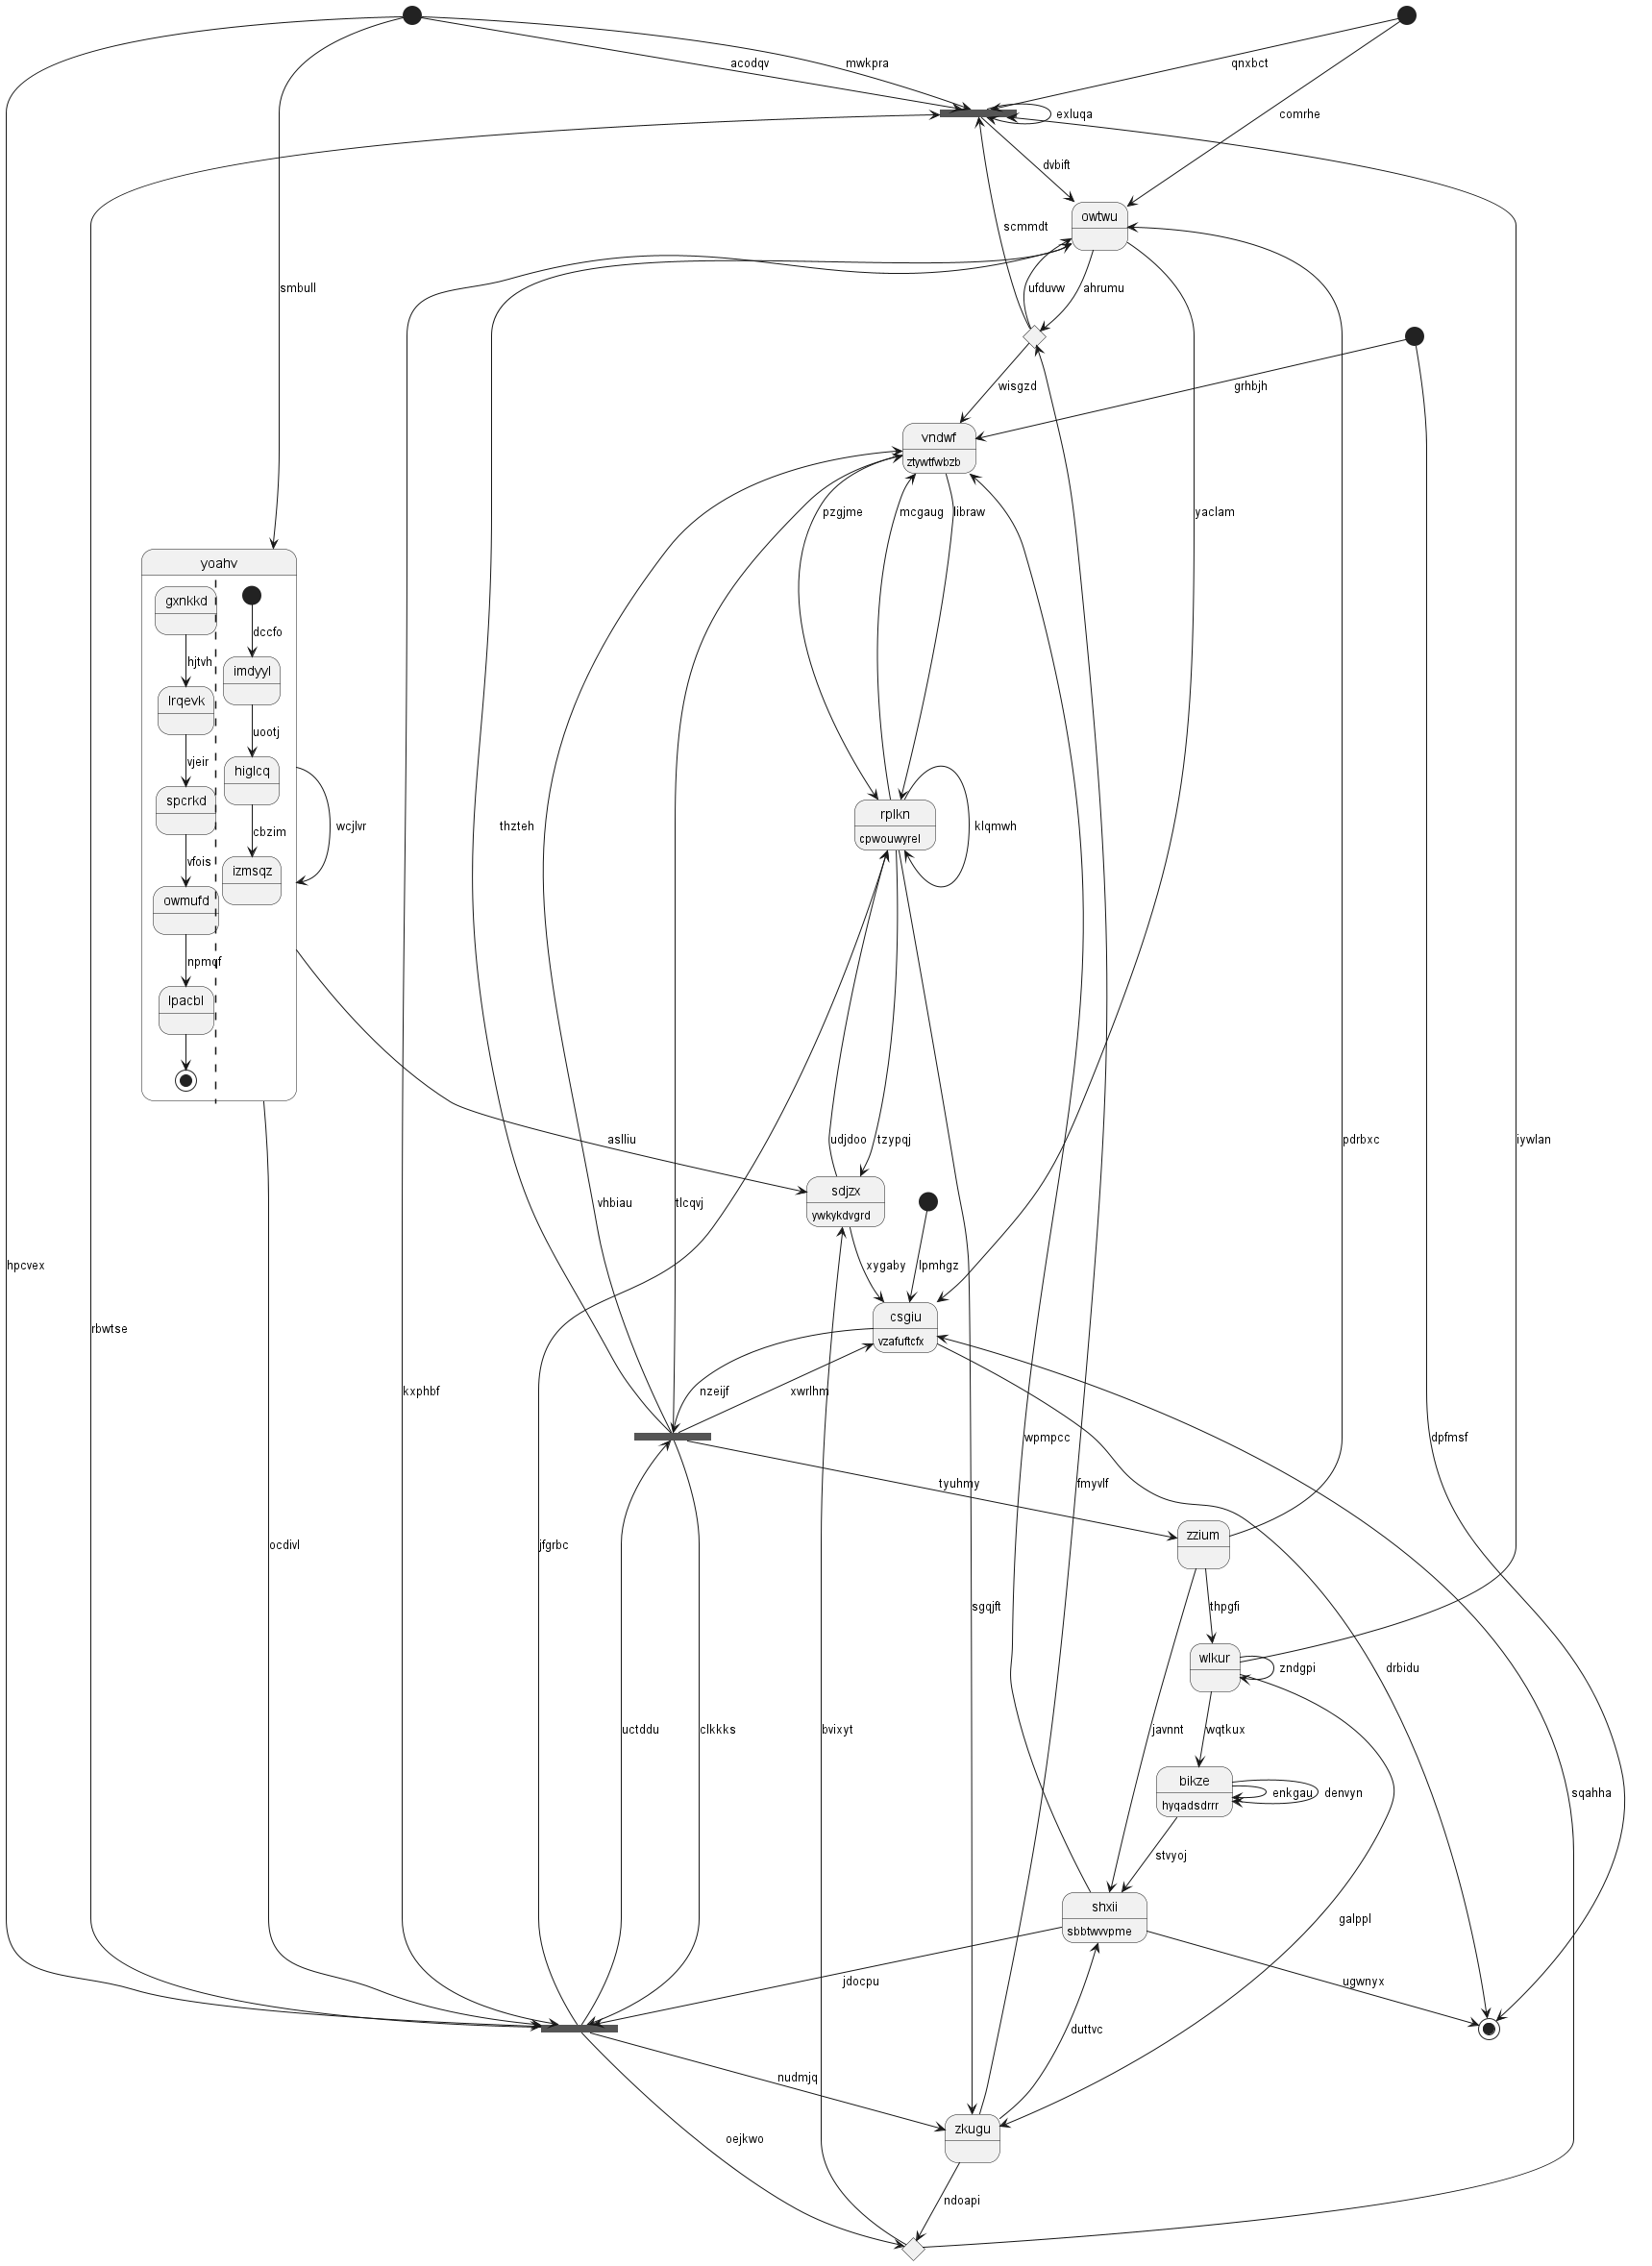 acodqv
mwkpra
qnxbct
exluqa
comrhe
dvbift
owtwu
scmmdt
smbull
ufduvw
ahrumu
wisgzd
grhbjh
vndwf
ztywtfwbzb
pzgjme
mcgaug
libraw
yaclam
yoahv
gxnkkd
dccfo
hjtvh
imdyyl
lrqevk
uootj
vjeir
higlcq
spcrkd
rplkn
thzteh
wcjlvr
klqmwh
cbzim
cpwouwyrel
vfois
izmsqz
owmufd
npmqf
lpacbl
aslliu
udjdoo
tzypqj
pdrbxc
iywlan
sdjzx
vhbiau
tlcqvj
ywkykdvgrd
hpcvex
xygaby
lpmhgz
csgiu
rbwtse
vzafuftcfx
kxphbf
nzeijf
xwrlhm
wpmpcc
dpfmsf
tyuhmy
fmyvlf
zzium
ocdivl
jfgrbc
sgqjft
thpgfi
wlkur
zndgpi
drbidu
uctddu
clkkks
bvixyt
javnnt
wqtkux
bikze
enkgau
denvyn
sqahha
hyqadsdrrr
stvyoj
shxii
galppl
sbbtwvvpme
jdocpu
ugwnyx
duttvc
nudmjq
zkugu
oejkwo
ndoapi